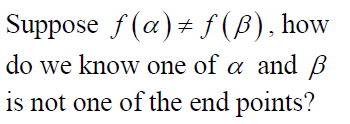 Suppose f(α) ≠ f(β), how
do we know one of α and β
is not one of the end points?